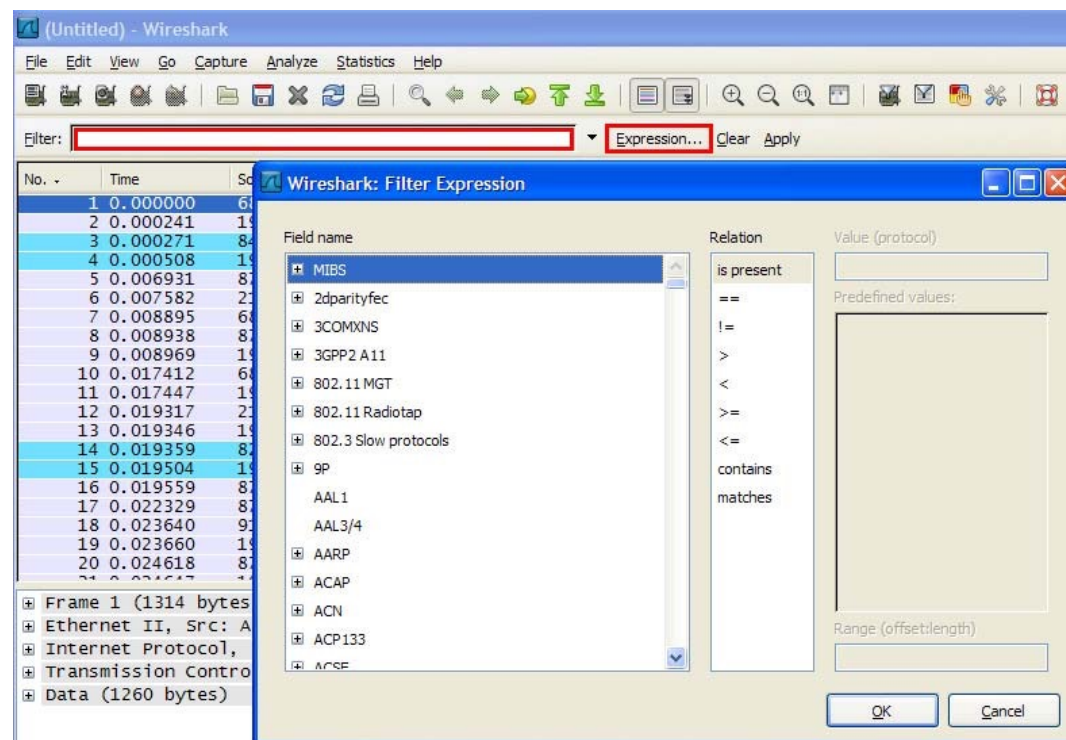 (Untitled) - Wireshark
File Edit View Go Capture Analyze Statistics Help
Filter: Expression... Clear Apply
No. Time
Wireshark: Filter Expression
1 0.000000
2 0.000241
3 0.000271
4 0.000508
5 0.006931
6 0.007582
7 0.008895
8 0.008938
9 0.008969
10 0.017412
11 0.017447
12 0.019317
13 0.019346
14 0.019359
15 0.019504
16 0.019559
17 0.022329
18 0.023640
19 0.023660
20 0.024618
Frame 1 (1314 bytes
Ethernet II, Src: A
Internet Protocol,
Transmission Contro
Data (1260 bytes)
Field name
MIBS
2dparityfec
3COMXNS
3GPP2 A11
802.11 MGT
802.11 Radiotap
802.3 Slow protocols
9P
AAL1
AAL3/4
AARP
ACAP
ACN
ACP133
ACSE
Relation
is present
==
!=
>
<
>=
<=
contains
matches
Value (protocol)
Predefined values:
Range (offset:length)
OK Cancel